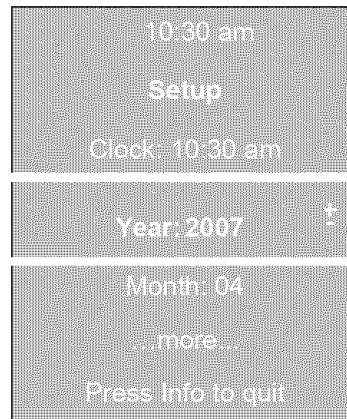 10:30 am
Setup
Clock: 10:30 am
Year: 2007 ±
Month: 04
...more...
Press Info to quit